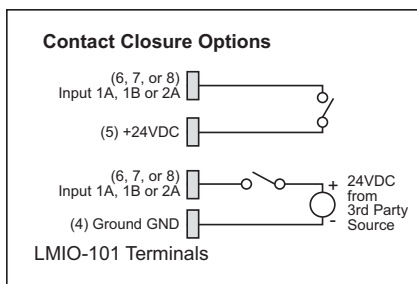 Contact Closure Options
(6, 7, or 8)
Input 1A, 1B or 2A
(5) +24VDC
(6, 7, or 8)
Input 1A, 1B or 2A
(4) Ground GND
+
-
24VDC
from
3rd Party
Source
LMIO-101 Terminals